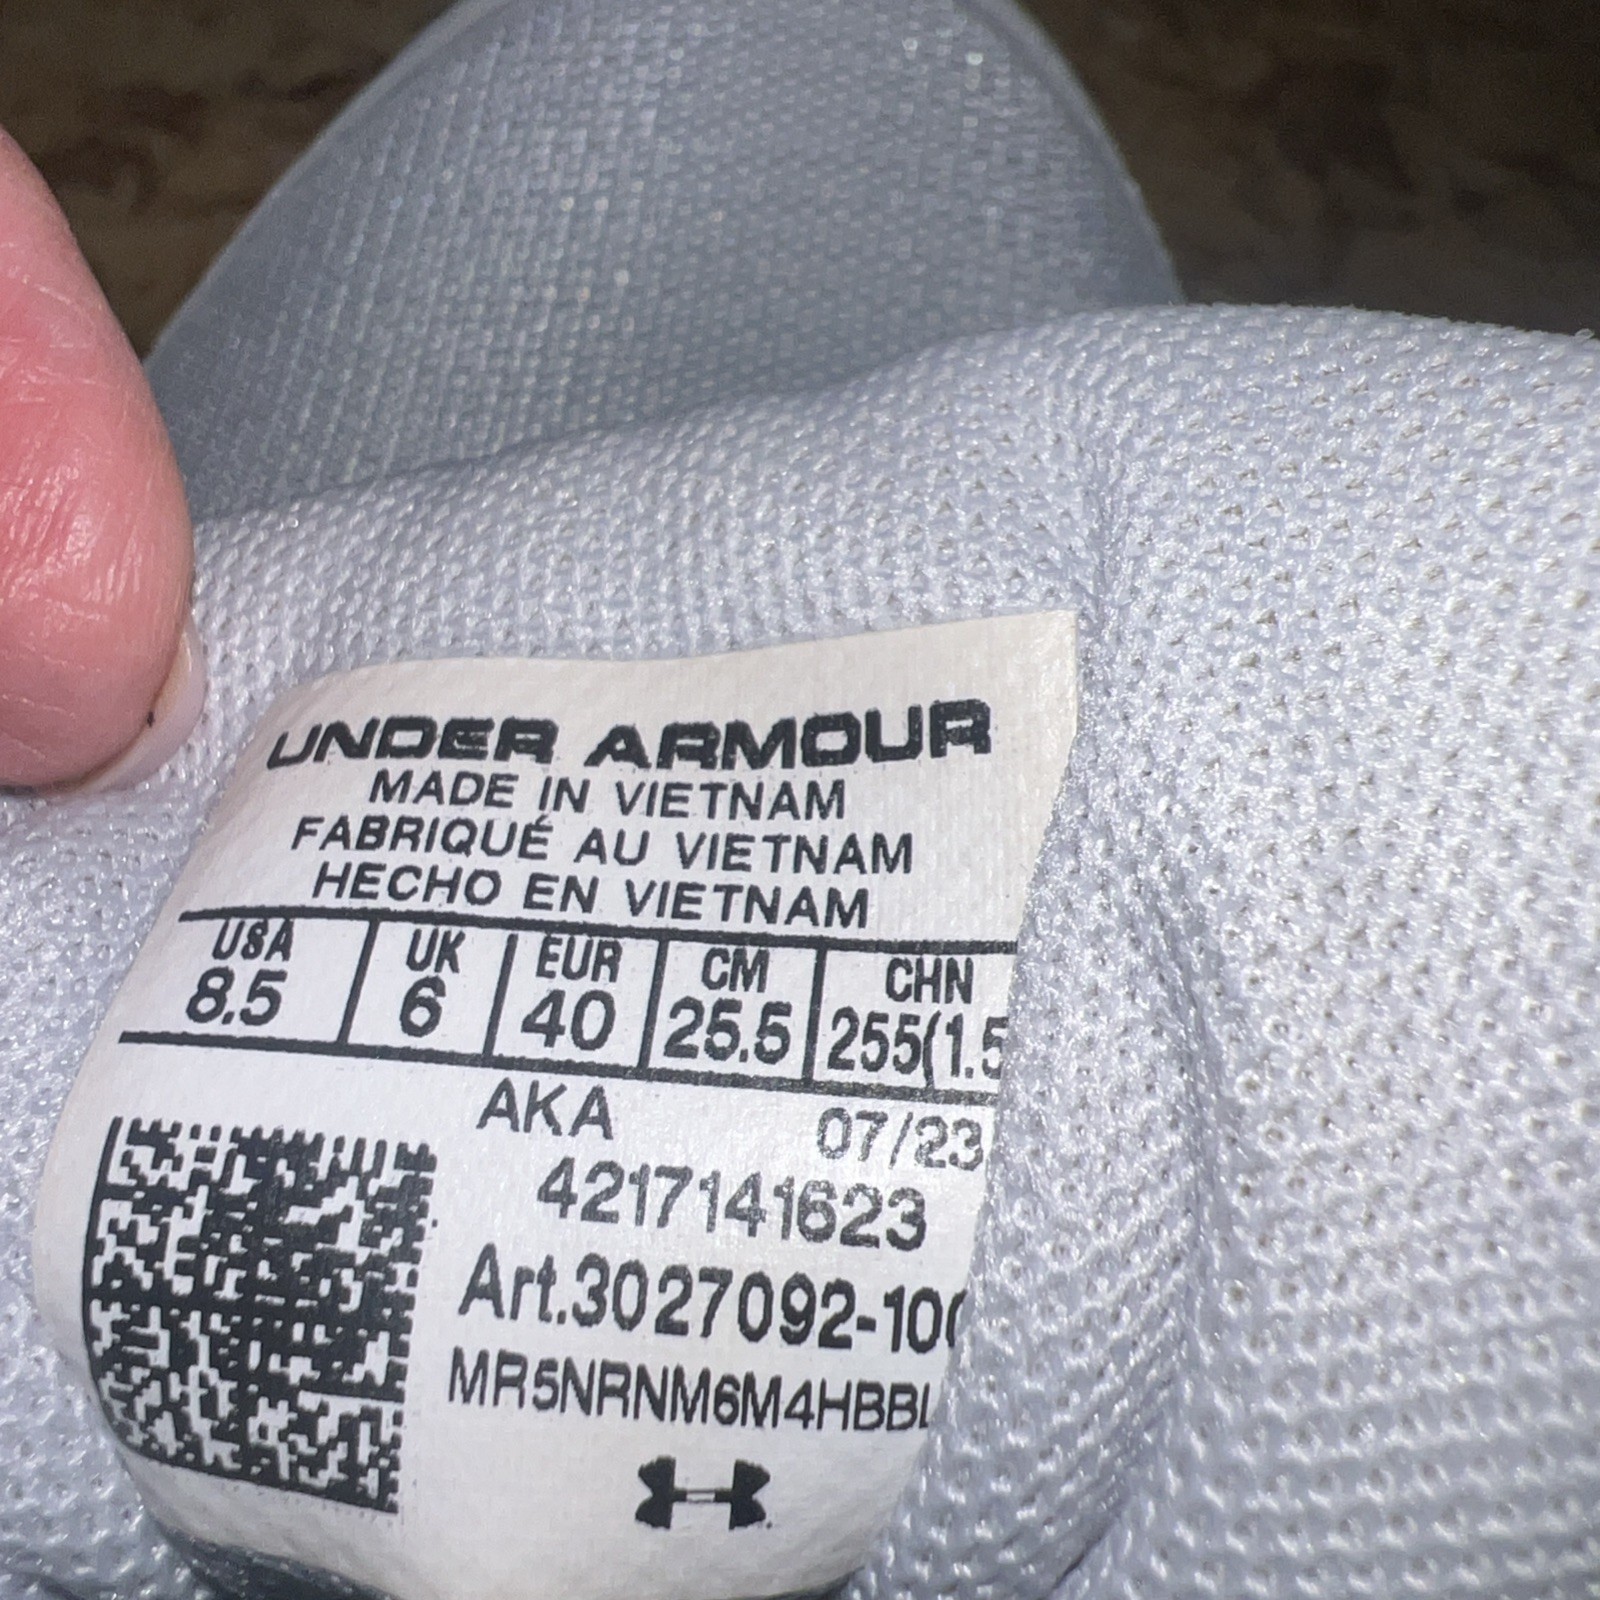 UNDER ARMOUR
MADE IN VIETNAM
FABRIQUÉ AU VIETNAM
HECHO EN VIETNAM
USA UK EUR CM CHN
8.5 6 40 25.5 255(1.5
AKA 07/23
4217141623
Art.3027092-10
MR5NRNM6M4HBB